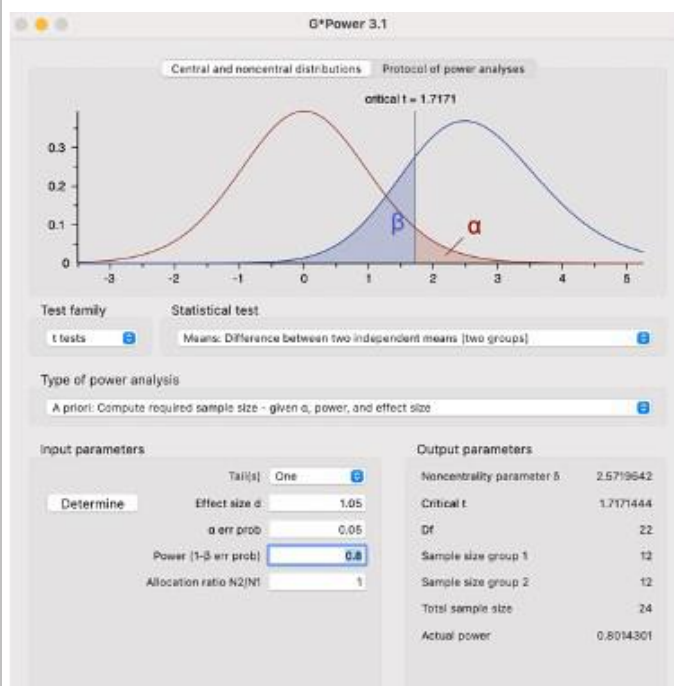 G*Power 3.1
Central and noncentral distributions Protocol of power analyses
critical t = 1.7171
0.3
0.2
0.1
0
β
α
-3 -2 -1 0 1 2 3 4 5
Test family Statistical test
t tests Means: Difference between two independent means (two groups)
Type of power analysis
A priori: Compute required sample size - given α, power, and effect size
Input parameters Output parameters
Tail(s) One Noncentrality parameter δ 2.5719642
Determine Effect size d 1.05 Critical t 1.7171444
α err prob 0.05 Df 22
Power (1-β err prob) 0.8 Sample size group 1 12
Allocation ratio N2/N1 1 Sample size group 2 12
Total sample size 24
Actual power 0.8014301